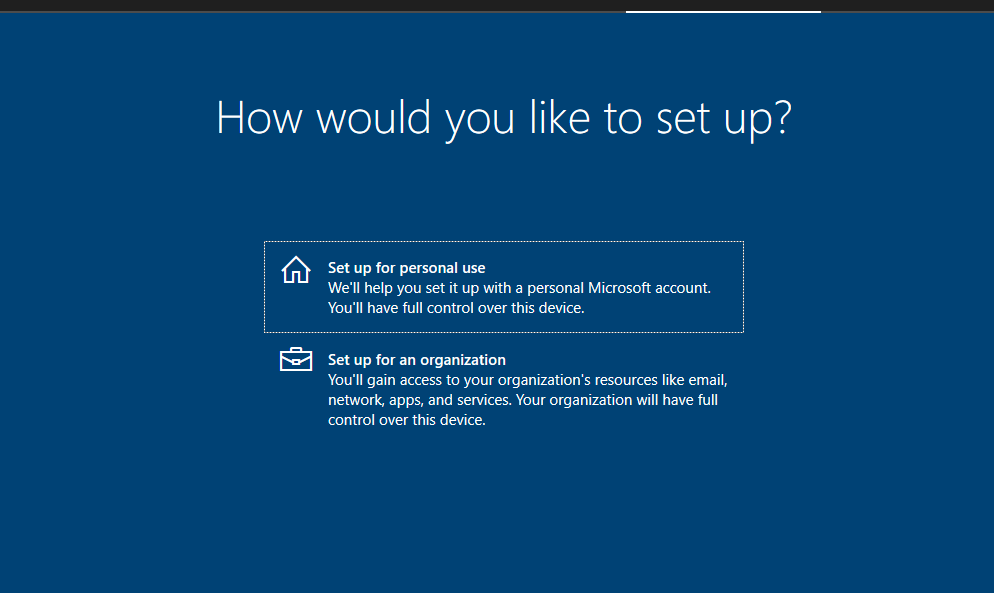 How would you like to set up?
Set up for personal use
We'll help you set it up with a personal Microsoft account.
You'll have full control over this device.
Set up for an organization
You'll gain access to your organization's resources like email,
network, apps, and services. Your organization will have full
control over this device.